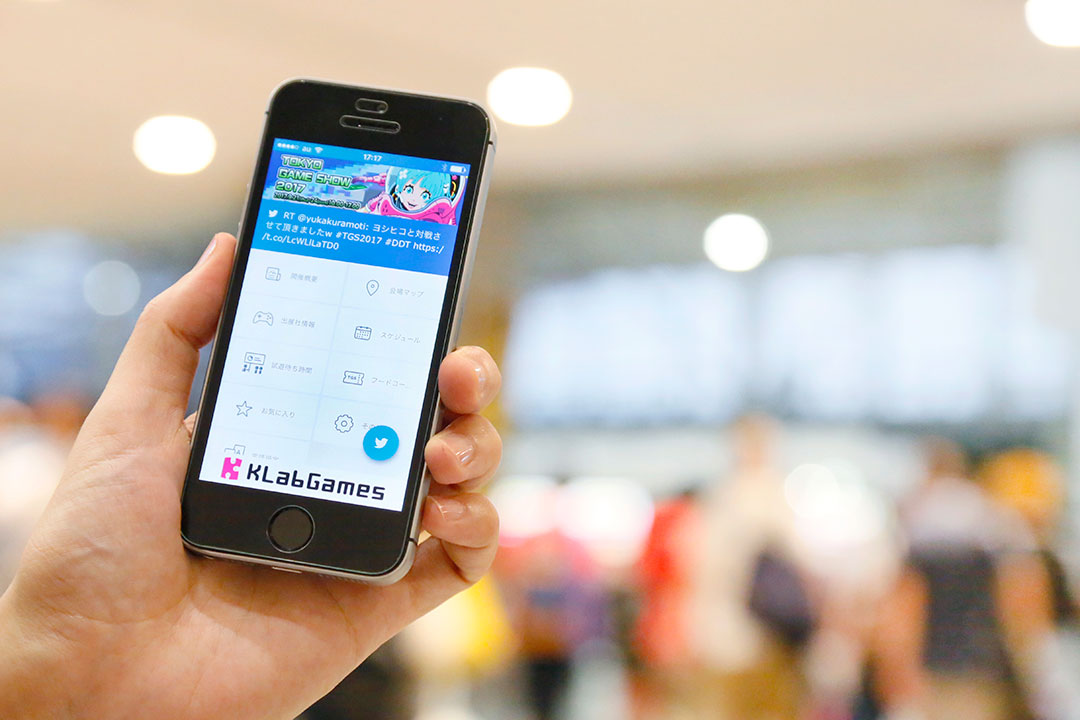 au
17:17
TOKYO
GAME SHOW
2017
RT @yukakuramoti: ヨシヒコと対戦さ
せて頂きましたw #TGS2017 #DDT https:/
/t.co/LcWLlLaTD0
開催概要
会場マップ
出展社情報
スケジュール
試遊待ち時間
TGS
フードコー...
お気に入り
KLabGames